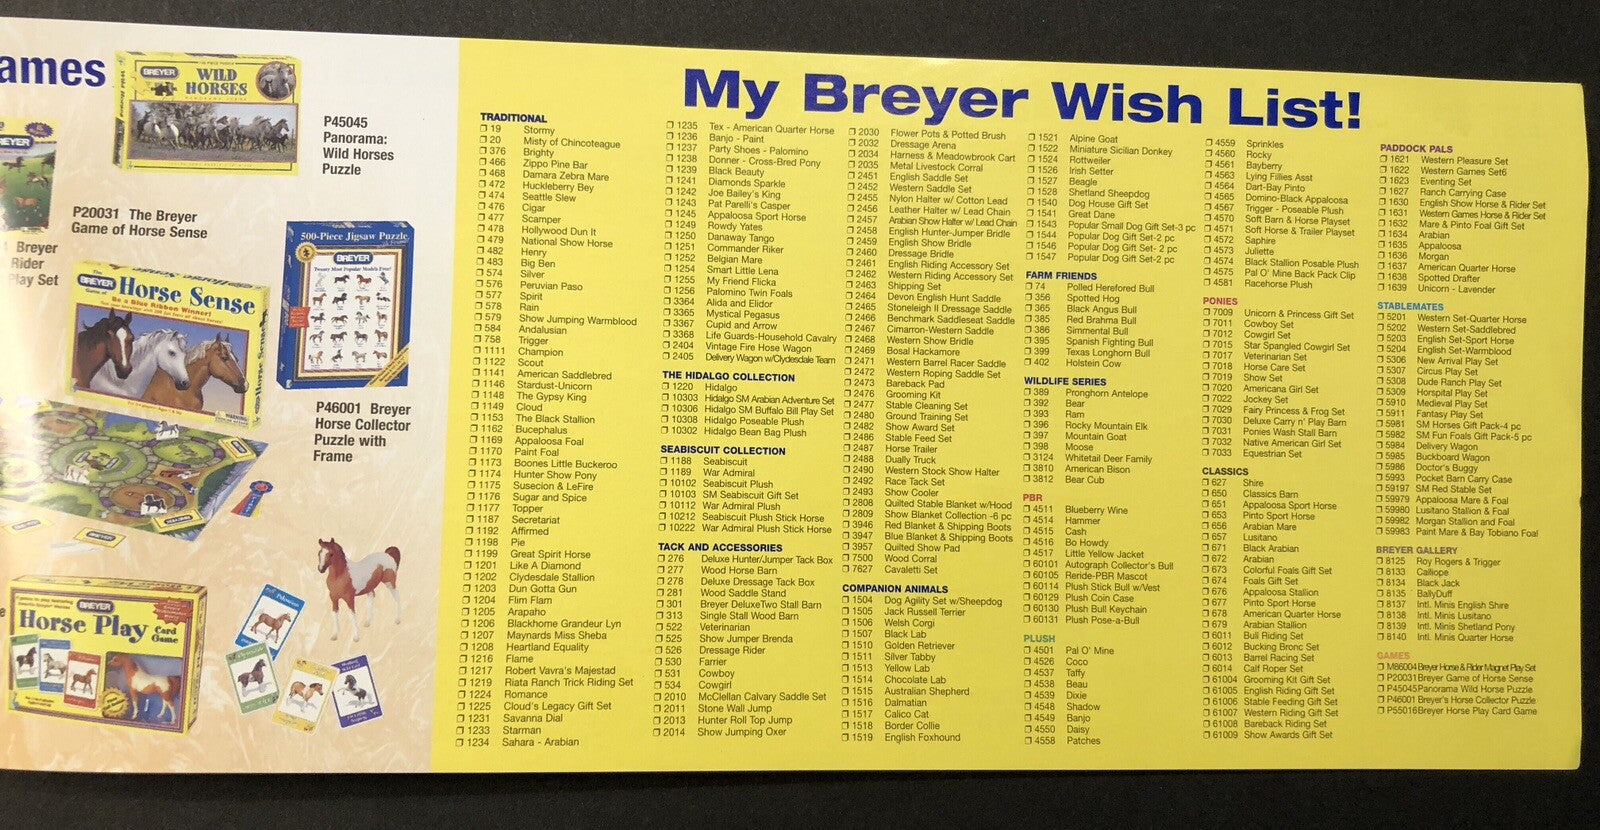 ames
BREYER
WILD
HORSES
P45045
Panorama:
Wild Horses
Puzzle
P20031 The Breyer
Game of Horse Sense
Breyer
Rider
Play Set
BREYER
Horse Sense
Be a Blue Ribbon Winner!
500-Piece Jigsaw Puzzle
BREYER
Twenty Most Popular Models Ever!
P46001 Breyer
Horse Collector
Puzzle with
Frame
BREYER
Horse Play Card
Game
My Breyer Wish List!
TRADITIONAL
19 Stormy
20 Misty of Chincoteague
376 Brighty
466 Zippo Pine Bar
468 Damara Zebra Mare
472 Huckleberry Bey
474 Seattle Slew
476 Cigar
477 Scamper
478 Hollywood Dun It
479 National Show Horse
482 Henry
483 Big Ben
574 Silver
576 Peruvian Paso
577 Spirit
578 Rain
579 Show Jumping Warmblood
584 Andalusian
758 Trigger
1111 Champion
1122 Scout
1141 American Saddlebred
1146 Stardust-Unicorn
1148 The Gypsy King
1149 Cloud
1153 The Black Stallion
1162 Bucephalus
1169 Appaloosa Foal
1170 Paint Foal
1173 Boones Little Buckeroo
1174 Hunter Show Pony
1175 Susecion & LeFire
1176 Sugar and Spice
1177 Topper
1187 Secretariat
1192 Affirmed
1198 Pie
1199 Great Spirit Horse
1201 Like A Diamond
1202 Clydesdale Stallion
1203 Dun Gotta Gun
1204 Flim Flam
1205 Arapaho
1206 Blackhorne Grandeur Lyn
1207 Maynards Miss Sheba
1208 Heartland Equality
1216 Flame
1217 Robert Vavra's Majestad
1219 Riata Ranch Trick Riding Set
1224 Romance
1225 Cloud's Legacy Gift Set
1231 Savanna Dial
1233 Starman
1234 Sahara - Arabian
1235 Tex - American Quarter Horse
1236 Banjo - Paint
1237 Party Shoes - Palomino
1238 Donner - Cross-Bred Pony
1239 Black Beauty
1241 Diamonds Sparkle
1242 Joe Bailey's King
1243 Pat Parelli's Casper
1245 Appaloosa Sport Horse
1249 Rowdy Yates
1250 Danaway Tango
1251 Commander Riker
1252 Belgian Mare
1254 Smart Little Lena
1255 My Friend Flicka
1256 Palomino Twin Foals
3364 Alida and Elidor
3365 Mystical Pegasus
3367 Cupid and Arrow
3368 Life Guards-Household Cavalry
2404 Vintage Fire Hose Wagon
2405 Delivery Wagon w/Clydesdale Team
THE HIDALGO COLLECTION
1220 Hidalgo
10303 Hidalgo SM Arabian Adventure Set
10306 Hidalgo SM Buffalo Bill Play Set
10308 Hidalgo Poseable Plush
10302 Hidalgo Bean Bag Plush
SEABISCUIT COLLECTION
1188 Seabiscuit
1189 War Admiral
10102 Seabiscuit Plush
10103 SM Seabiscuit Gift Set
10112 War Admiral Plush
10212 Seabiscuit Plush Stick Horse
10222 War Admiral Plush Stick Horse
TACK AND ACCESSORIES
276 Deluxe Hunter/Jumper Tack Box
277 Wood Horse Barn
278 Deluxe Dressage Tack Box
281 Wood Saddle Stand
301 Breyer DeluxeTwo Stall Barn
313 Single Stall Wood Barn
522 Veterinarian
525 Show Jumper Brenda
526 Dressage Rider
530 Farrier
531 Cowboy
534 Cowgirl
2010 McClellan Calvary Saddle Set
2011 Stone Wall Jump
2013 Hunter Roll Top Jump
2014 Show Jumping Oxer
2030 Flower Pots & Potted Brush
2032 Dressage Arena
2034 Harness & Meadowbrook Cart
2035 Metal Livestock Corral
2451 English Saddle Set
2452 Western Saddle Set
2455 Nylon Halter w/ Cotton Lead
2456 Leather Halter w/ Lead Chain
2457 Arabian Show Halter w/ Lead Chain
2458 English Hunter-Jumper Bridle
2459 English Show Bridle
2460 Dressage Bridle
2461 English Riding Accessory Set
2462 Western Riding Accessory Set
2463 Shipping Set
2464 Devon English Hunt Saddle
2465 Stoneleigh II Dressage Saddle
2466 Benchmark Saddleseat Saddle
2467 Cimarron-Western Saddle
2468 Western Show Bridle
2469 Bosal Hackamore
2471 Western Barrel Racer Saddle
2472 Western Roping Saddle Set
2473 Bareback Pad
2476 Grooming Kit
2477 Stable Cleaning Set
2480 Ground Training Set
2482 Show Award Set
2486 Stable Feed Set
2487 Horse Trailer
2488 Dually Truck
2490 Western Stock Show Halter
2492 Race Tack Set
2493 Show Cooler
2808 Quilted Stable Blanket w/Hood
2809 Show Blanket Collection -6 pc
3946 Red Blanket & Shipping Boots
3947 Blue Blanket & Shipping Boots
3957 Quilted Show Pad
7500 Wood Corral
7627 Cavaletti Set
COMPANION ANIMALS
1504 Dog Agility Set w/Sheepdog
1505 Jack Russell Terrier
1506 Welsh Corgi
1507 Black Lab
1510 Golden Retriever
1511 Silver Tabby
1513 Yellow Lab
1514 Chocolate Lab
1515 Australian Shepherd
1516 Dalmatian
1517 Calico Cat
1518 Border Collie
1519 English Foxhound
1521 Alpine Goat
1522 Miniature Sicilian Donkey
1524 Rottweiler
1526 Irish Setter
1527 Beagle
1528 Shetland Sheepdog
1540 Dog House Gift Set
1541 Great Dane
1543 Popular Small Dog Gift Set-3 pc
1544 Popular Dog Gift Set-2 pc
1546 Popular Dog Gift Set- 2 pc
1547 Popular Dog Gift Set-2 pc
FARM FRIENDS
74 Polled Herefored Bull
356 Spotted Hog
365 Black Angus Bull
385 Red Brahma Bull
386 Simmental Bull
395 Spanish Fighting Bull
399 Texas Longhorn Bull
402 Holstein Cow
WILDLIFE SERIES
389 Pronghorn Antelope
392 Bear
393 Ram
396 Rocky Mountain Elk
397 Mountain Goat
398 Moose
3124 Whitetail Deer Family
3810 American Bison
3812 Bear Cub
PBR
4511 Blueberry Wine
4514 Hammer
4515 Cash
4516 Bo Howdy
4517 Little Yellow Jacket
60101 Autograph Collector's Bull
60105 Reride-PBR Mascot
60114 Plush Stick Bull w/Vest
60129 Plush Coin Case
60130 Plush Bull Keychain
60131 Plush Pose-a-Bull
PLUSH
4501 Pal O' Mine
4526 Coco
4537 Taffy
4538 Beau
4539 Dixie
4548 Shadow
4549 Banjo
4550 Daisy
4558 Patches
4559 Sprinkles
4560 Rocky
4561 Bayberry
4563 Lying Fillies Asst
4564 Dart-Bay Pinto
4565 Domino-Black Appaloosa
4567 Trigger - Poseable Plush
4570 Soft Barn & Horse Playset
4571 Soft Horse & Trailer Playset
4572 Saphire
4573 Juliette
4574 Black Stallion Posable Plush
4575 Pal O' Mine Back Pack Clip
4581 Racehorse Plush
PONIES
7009 Unicorn & Princess Gift Set
7011 Cowboy Set
7012 Cowgirl Set
7015 Star Spangled Cowgirl Set
7017 Veterinarian Set
7018 Horse Care Set
7019 Show Set
7020 Americana Girl Set
7022 Jockey Set
7029 Fairy Princess & Frog Set
7030 Deluxe Carry n' Play Barn
7031 Ponies Wash Stall Barn
7032 Native American Girl Set
7033 Equestrian Set
CLASSICS
627 Shire
650 Classics Barn
651 Appaloosa Sport Horse
653 Pinto Sport Horse
656 Arabian Mare
657 Lusitano
671 Black Arabian
672 Arabian
673 Colorful Foals Gift Set
674 Foals Gift Set
676 Appaloosa Stallion
677 Pinto Sport Horse
678 American Quarter Horse
679 Arabian Stallion
6011 Bull Riding Set
6012 Bucking Bronc Set
6013 Barrel Racing Set
6014 Calf Roper Set
61004 Grooming Kit Gift Set
61005 English Riding Gift Set
61006 Stable Feeding Gift Set
61007 Western Riding Gift Set
61008 Bareback Riding Set
61009 Show Awards Gift Set
PADDOCK PALS
1621 Western Pleasure Set
1622 Western Games Set6
1623 Eventing Set
1627 Ranch Carrying Case
1630 English Show Horse & Rider Set
1631 Western Games Horse & Rider Set
1632 Mare & Pinto Foal Gift Set
1634 Arabian
1635 Appaloosa
1636 Morgan
1637 American Quarter Horse
1638 Spotted Drafter
1639 Unicorn - Lavender
STABLEMATES
5201 Western Set-Quarter Horse
5202 Western Set-Saddlebred
5203 English Set-Sport Horse
5204 English Set-Warmblood
5306 New Arrival Play Set
5307 Circus Play Set
5308 Dude Ranch Play Set
5309 Hospital Play Set
5910 Medieval Play Set
5911 Fantasy Play Set
5981 SM Horses Gift Pack-4 pc
5982 SM Fun Foals Gift Pack-5 pc
5984 Delivery Wagon
5985 Buckboard Wagon
5986 Doctor's Buggy
5993 Pocket Barn Carry Case
59197 SM Red Stable Set
59979 Appaloosa Mare & Foal
59980 Lusitano Stallion & Foal
59982 Morgan Stallion and Foal
59983 Paint Mare & Bay Tobiano Foal
BREYER GALLERY
8125 Roy Rogers & Trigger
8133 Calliope
8134 Black Jack
8135 BallyDuff
8137 Intl. Minis English Shire
8138 Intl. Minis Lusitano
8139 Intl. Minis Shetland Pony
8140 Intl. Minis Quarter Horse
GAMES
M86004 Breyer Horse & Rider Magnet Play Set
P20031 Breyer Game of Horse Sense
P45045 Panorama Wild Horse Puzzle
P46001 Breyer's Horse Collector Puzzle
P55016 Breyer Horse Play Card Game